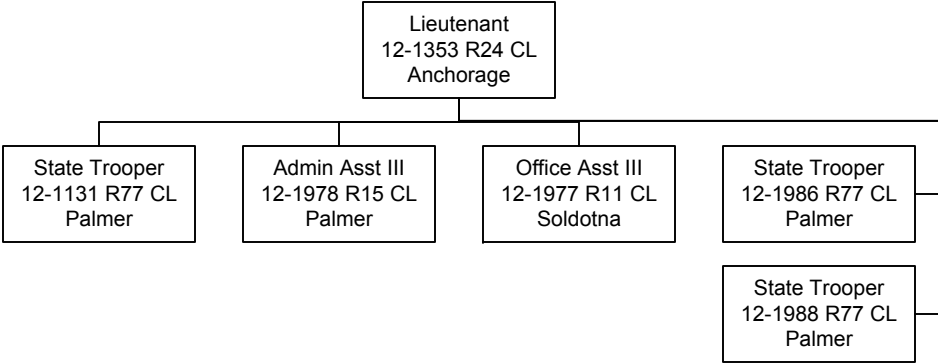 Lieutenant
12-1353 R24 CL
Anchorage
State Trooper
12-1131 R77 CL
Palmer
Admin Asst III
12-1978 R15 CL
Palmer
Office Asst III
12-1977 R11 CL
Soldotna
State Trooper
12-1986 R77 CL
Palmer
State Trooper
12-1988 R77 CL
Palmer